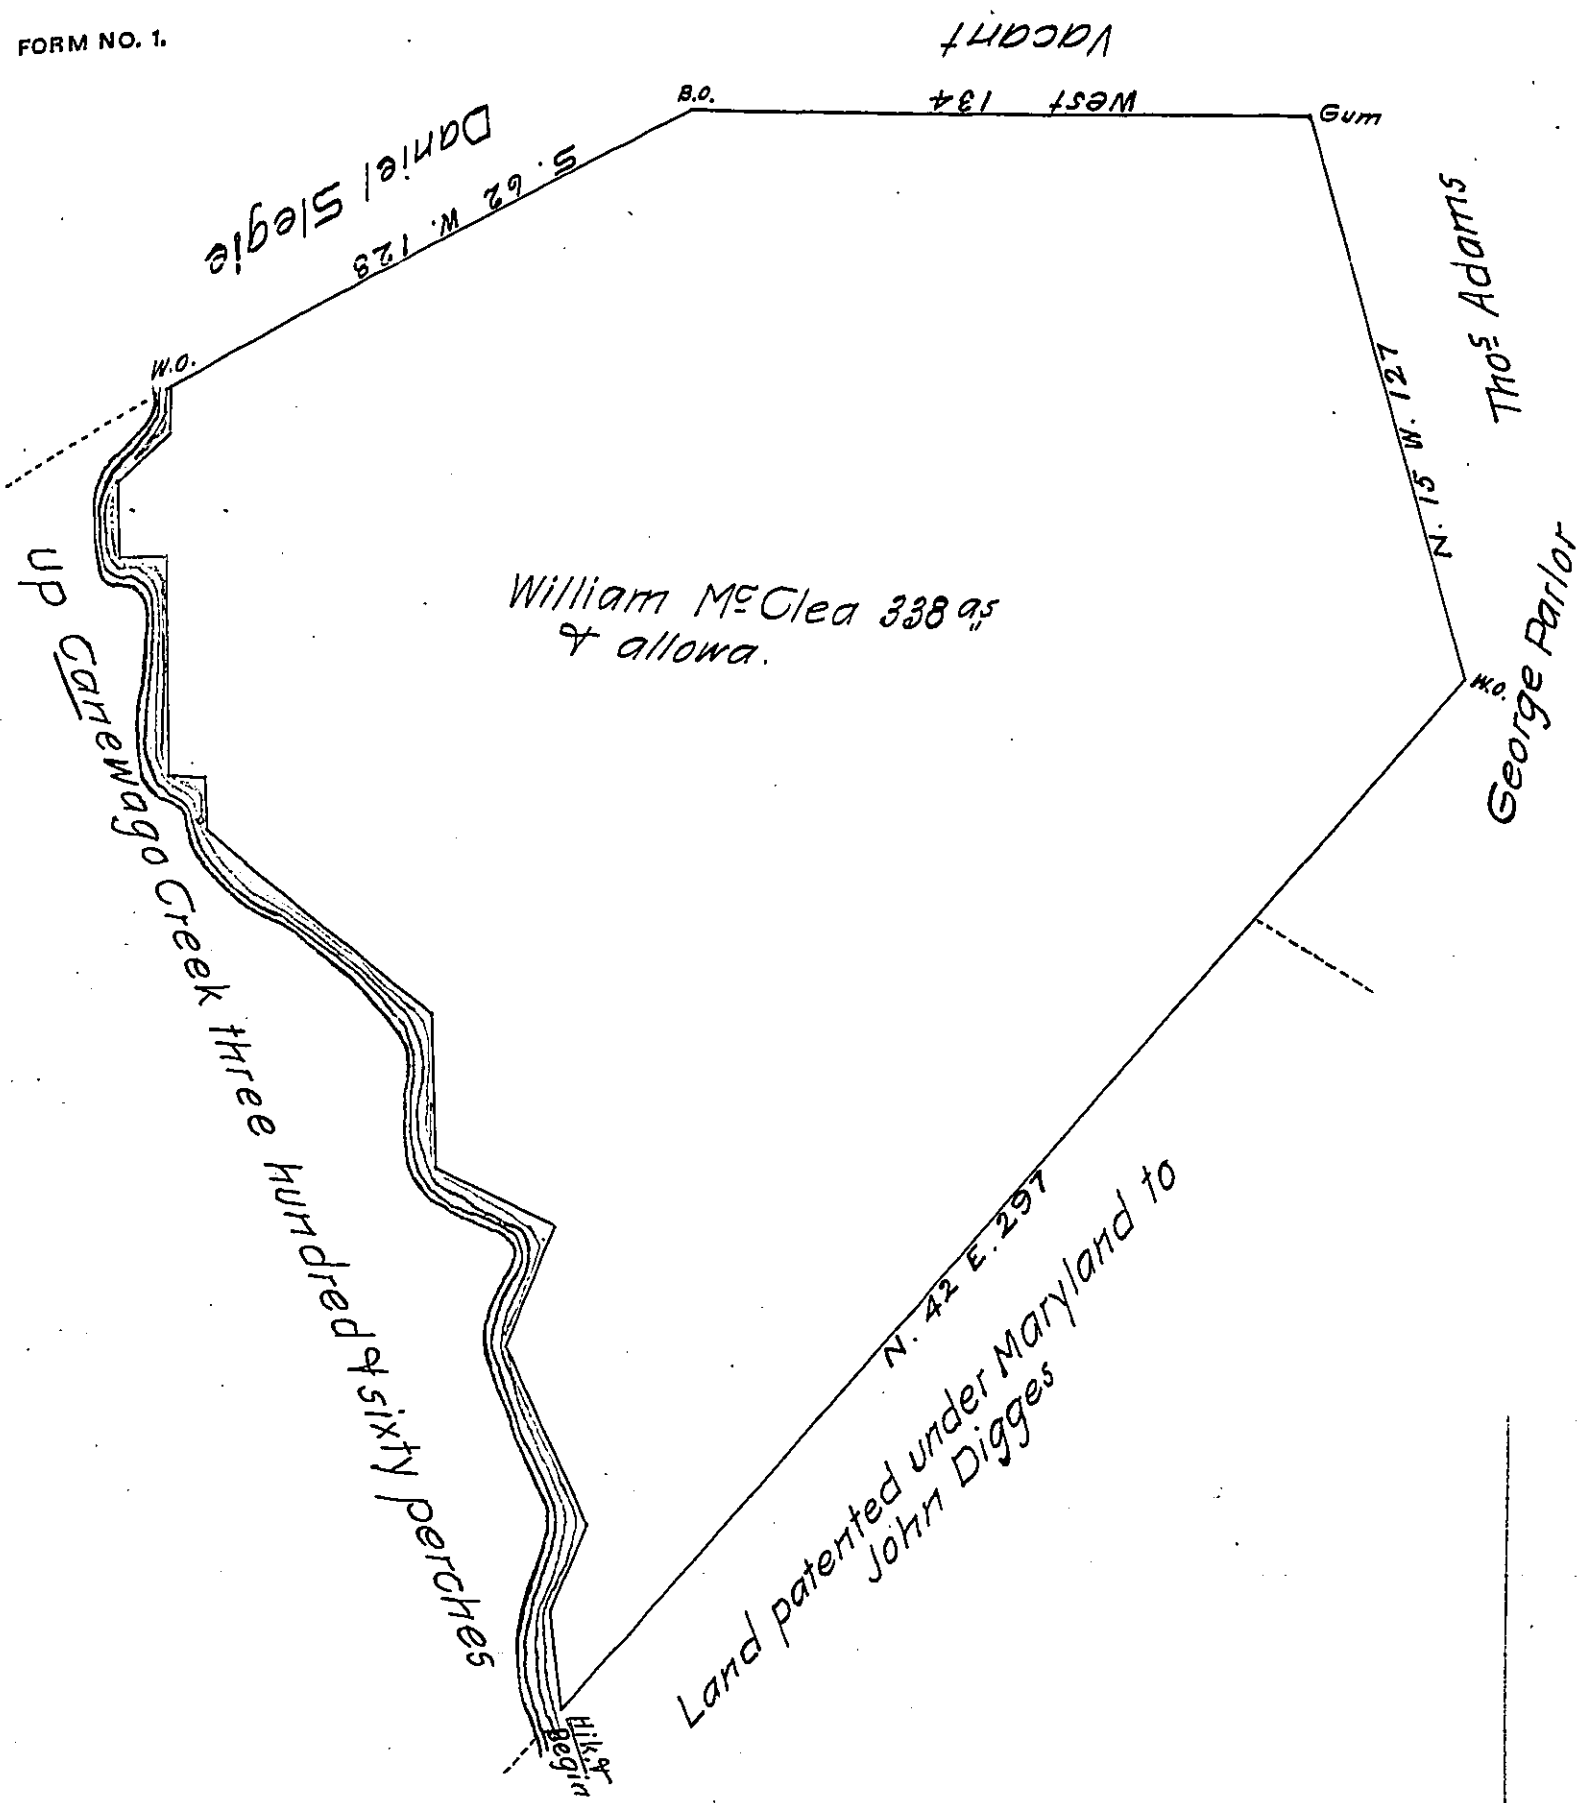 FORM NO. 1.
Vacant
West 134
B.O.
Gum
Daniel Slegie
S. 62 W. 128
W.O.
Thos Adams
N. 15 W. 127
George Parlor
W.O.
William McClea 338 as
& allowa.
Up Canewago Creek three hundred & sixty perches
N. 42 E. 297
Land patented under Maryland to
John Digges
Hik. &
Begin